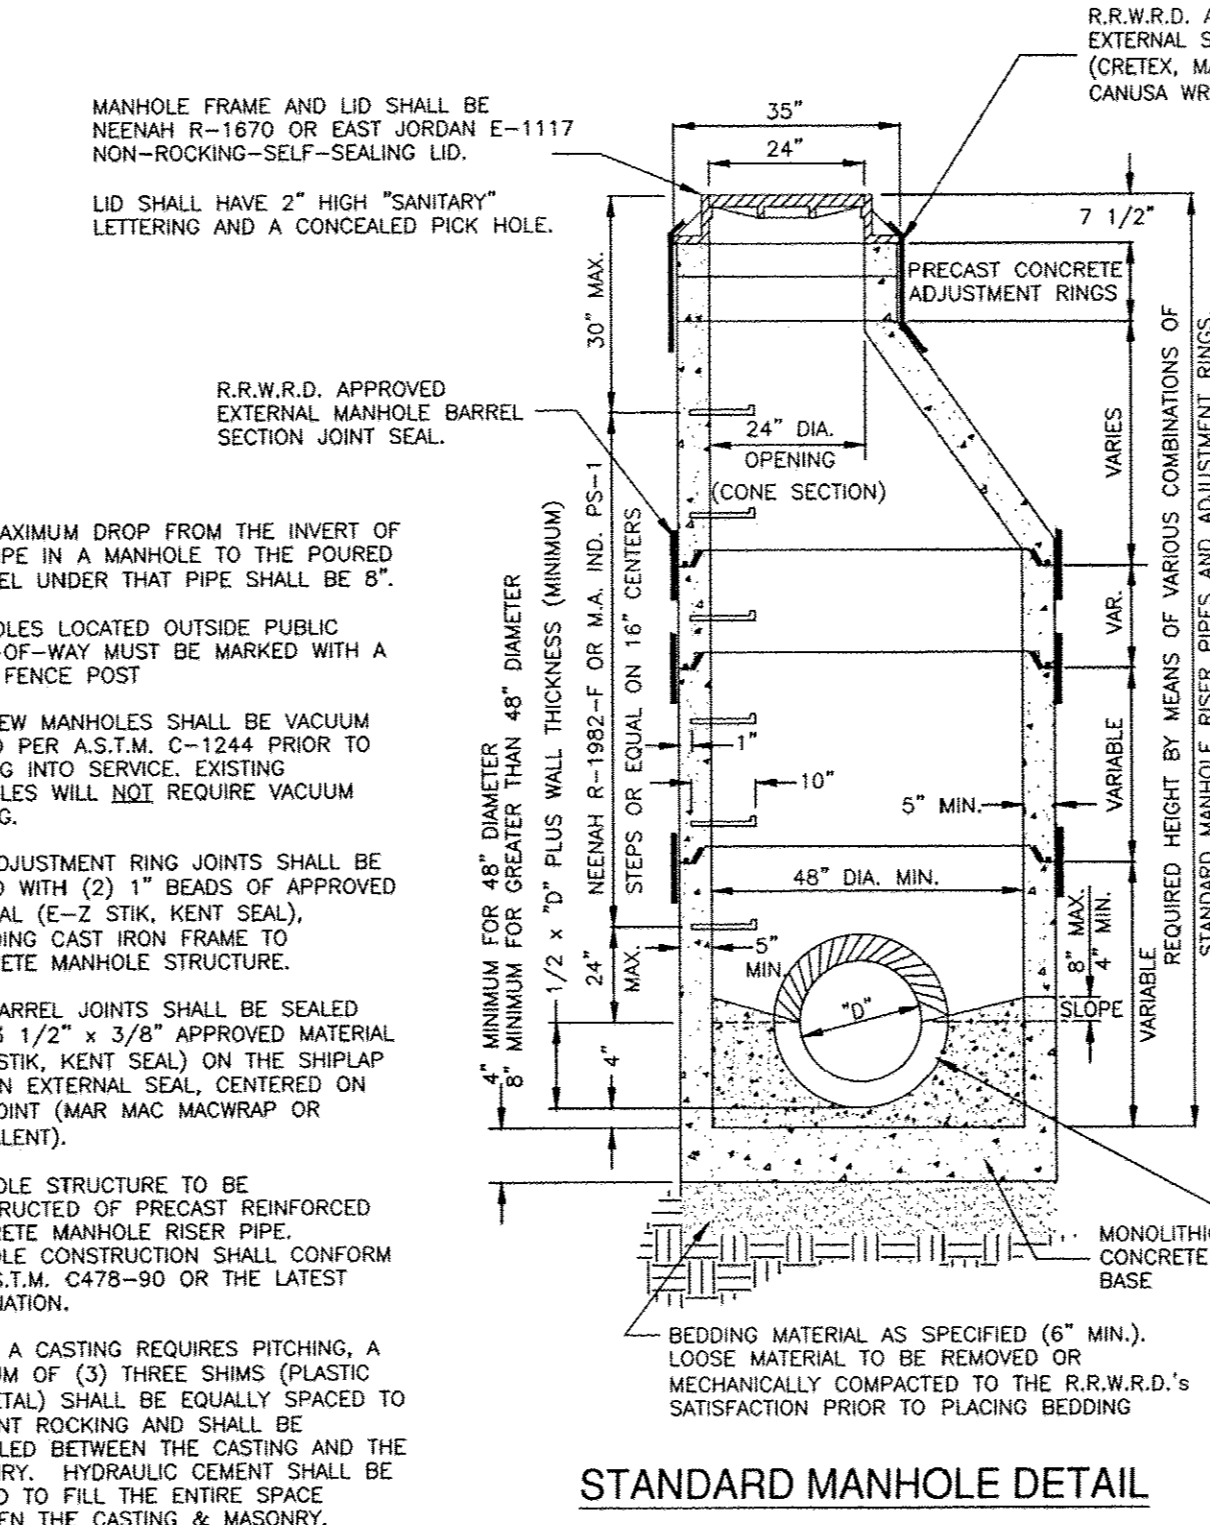 R.R.W.R.D.
EXTERNAL
(CRETEX,
CANUSA
MANHOLE FRAME AND LID SHALL BE
NEENAH R-1670 OR EAST JORDAN E-1117
NON-ROCKING-SELF-SEALING LID.
LID SHALL HAVE 2" HIGH "SANITARY"
LETTERING AND A CONCEALED PICK HOLE.
35"
24"
7 1/2"
PRECAST CONCRETE
ADJUSTMENT RINGS
30" MAX.
R.R.W.R.D. APPROVED
EXTERNAL MANHOLE BARREL
SECTION JOINT SEAL.
24" DIA.
OPENING
(CONE SECTION)
VARIES
VAR.
VARIABLE
VARIABLE
REQUIRED HEIGHT BY MEANS OF VARIOUS COMBINATIONS OF
STANDARD MANHOLE RISER PIPES AND ADJUSTMENT RINGS.
NEENAH R-1982-F OR M.A. IND. PS-1
STEPS OR EQUAL ON 16" CENTERS
1/2 x "D" PLUS WALL THICKNESS (MINIMUM)
4" MINIMUM FOR 48" DIAMETER
8" MINIMUM FOR GREATER THAN 48" DIAMETER
1"
10"
5" MIN.
48" DIA. MIN.
5"
MIN.
24"
MAX.
"D"
8" MAX.
4" MIN.
SLOPE
4"
AXIMUM DROP FROM THE INVERT OF
PE IN A MANHOLE TO THE POURED
EL UNDER THAT PIPE SHALL BE 8".
OLES LOCATED OUTSIDE PUBLIC
-OF-WAY MUST BE MARKED WITH A
FENCE POST
EW MANHOLES SHALL BE VACUUM
D PER A.S.T.M. C-1244 PRIOR TO
G INTO SERVICE. EXISTING
LES WILL NOT REQUIRE VACUUM
G.
DJUSTMENT RING JOINTS SHALL BE
D WITH (2) 1" BEADS OF APPROVED
AL (E-Z STIK, KENT SEAL),
DING CAST IRON FRAME TO
ETE MANHOLE STRUCTURE.
ARREL JOINTS SHALL BE SEALED
1/2" x 3/8" APPROVED MATERIAL
STIK, KENT SEAL) ON THE SHIPLAP
N EXTERNAL SEAL, CENTERED ON
OINT (MAR MAC MACWRAP OR
LENT).
OLE STRUCTURE TO BE
RUCTED OF PRECAST REINFORCED
RETE MANHOLE RISER PIPE.
OLE CONSTRUCTION SHALL CONFORM
S.T.M. C478-90 OR THE LATEST
NATION.
A CASTING REQUIRES PITCHING, A
UM OF (3) THREE SHIMS (PLASTIC
ETAL) SHALL BE EQUALLY SPACED TO
NT ROCKING AND SHALL BE
LED BETWEEN THE CASTING AND THE
RY. HYDRAULIC CEMENT SHALL BE
D TO FILL THE ENTIRE SPACE
EN THE CASTING & MASONRY.
MONOLITHIC
CONCRETE
BASE
BEDDING MATERIAL AS SPECIFIED (6" MIN.).
LOOSE MATERIAL TO BE REMOVED OR
MECHANICALLY COMPACTED TO THE R.R.W.R.D.'s
SATISFACTION PRIOR TO PLACING BEDDING
STANDARD MANHOLE DETAIL